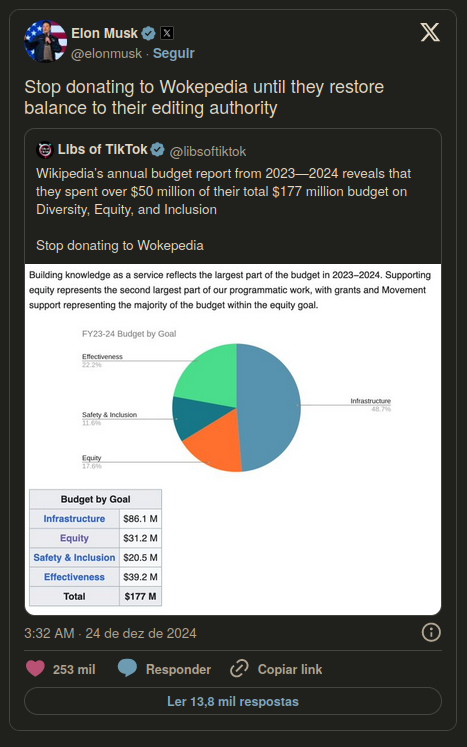 Elon Musk
@elonmusk · Seguir
Stop donating to Wokepedia until they restore
balance to their editing authority
Libs of TikTok @libsoftiktok
Wikipedia's annual budget report from 2023—2024 reveals that
they spent over $50 million of their total $177 million budget on
Diversity, Equity, and Inclusion
Stop donating to Wokepedia
Building knowledge as a service reflects the largest part of the budget in 2023–2024. Supporting
equity represents the second largest part of our programmatic work, with grants and Movement
support representing the majority of the budget within the equity goal.
FY23-24 Budget by Goal
Effectiveness
22.2%
Infrastructure
48.7%
Safety & Inclusion
11.6%
Equity
17.6%
Budget by Goal
Infrastructure $86.1 M
Equity $31.2 M
Safety & Inclusion $20.5 M
Effectiveness $39.2 M
Total $177 M
3:32 AM · 24 de dez de 2024
253 mil Responder Copiar link
Ler 13,8 mil respostas